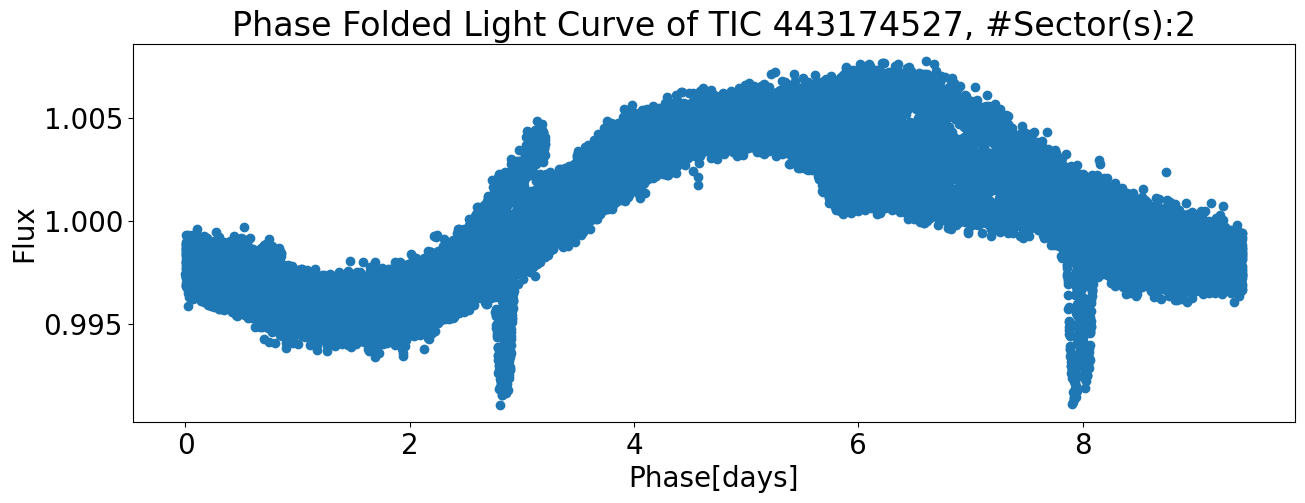 Phase Folded Light Curve of TIC 443174527, #Sector(s):2
1.005
1.000
0.995
Flux
0 2 4 6 8
Phase[days]